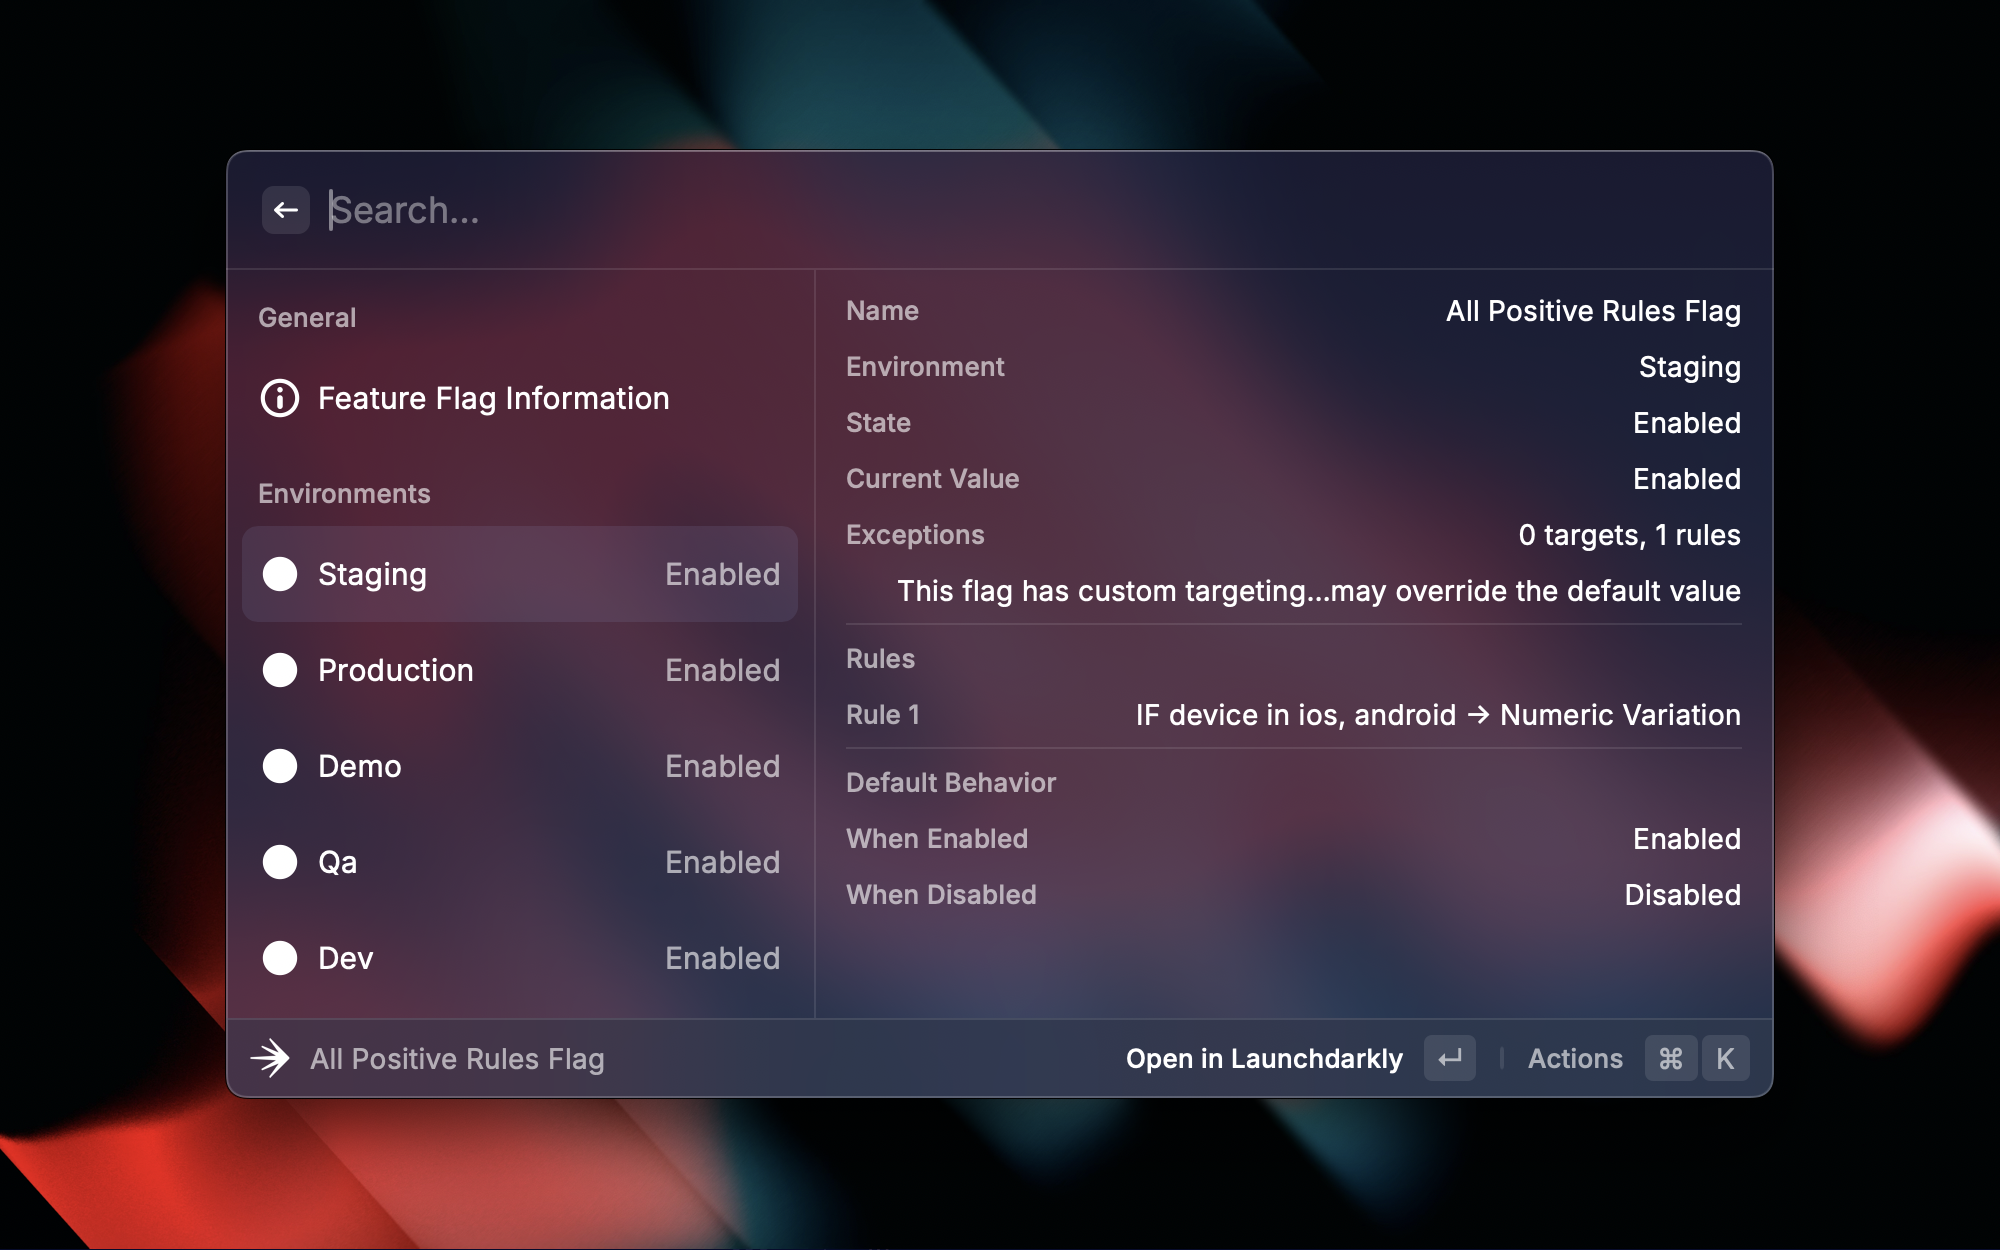 Search...
General
Feature Flag Information
Environments
Staging Enabled
Production Enabled
Demo Enabled
Qa Enabled
Dev Enabled
Name All Positive Rules Flag
Environment Staging
State Enabled
Current Value Enabled
Exceptions 0 targets, 1 rules
This flag has custom targeting...may override the default value
Rules
Rule 1 IF device in ios, android → Numeric Variation
Default Behavior
When Enabled Enabled
When Disabled Disabled
All Positive Rules Flag
Open in Launchdarkly ↵ | Actions ⌘ K